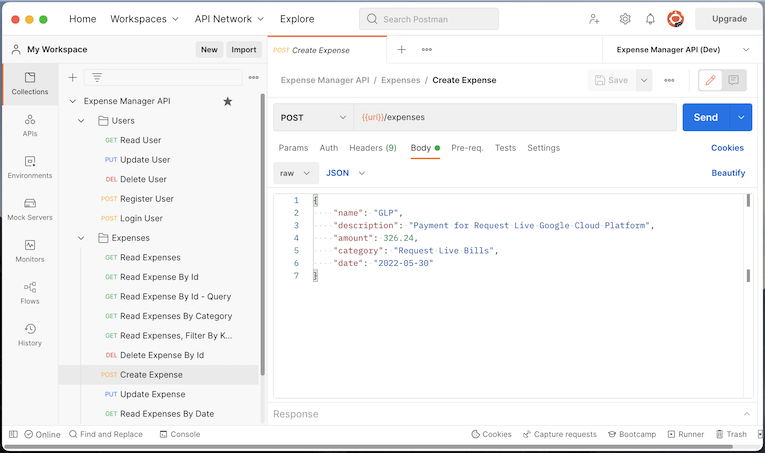 Home Workspaces API Network Explore Search Postman Upgrade
My Workspace New Import POST Create Expense Expense Manager API (Dev)
Collections
APIs
Environments
Mock Servers
Monitors
Flows
History
Expense Manager API
Users
GET Read User
PUT Update User
DEL Delete User
POST Register User
POST Login User
Expenses
GET Read Expenses
GET Read Expense By Id
GET Read Expense By Id - Query
GET Read Expenses By Category
GET Read Expenses, Filter By K...
DEL Delete Expense By Id
POST Create Expense
PUT Update Expense
GET Read Expenses By Date
Expense Manager API / Expenses / Create Expense Save
POST {{url}}/expenses Send
Params Auth Headers (9) Body Pre-req. Tests Settings Cookies
raw JSON Beautify
1 {
2 "name": "GLP",
3 "description": "Payment for Request Live Google Cloud Platform",
4 "amount": 326.24,
5 "category": "Request Live Bills",
6 "date": "2022-05-30"
7 }
Response
Online Find and Replace Console Cookies Capture requests Bootcamp Runner Trash